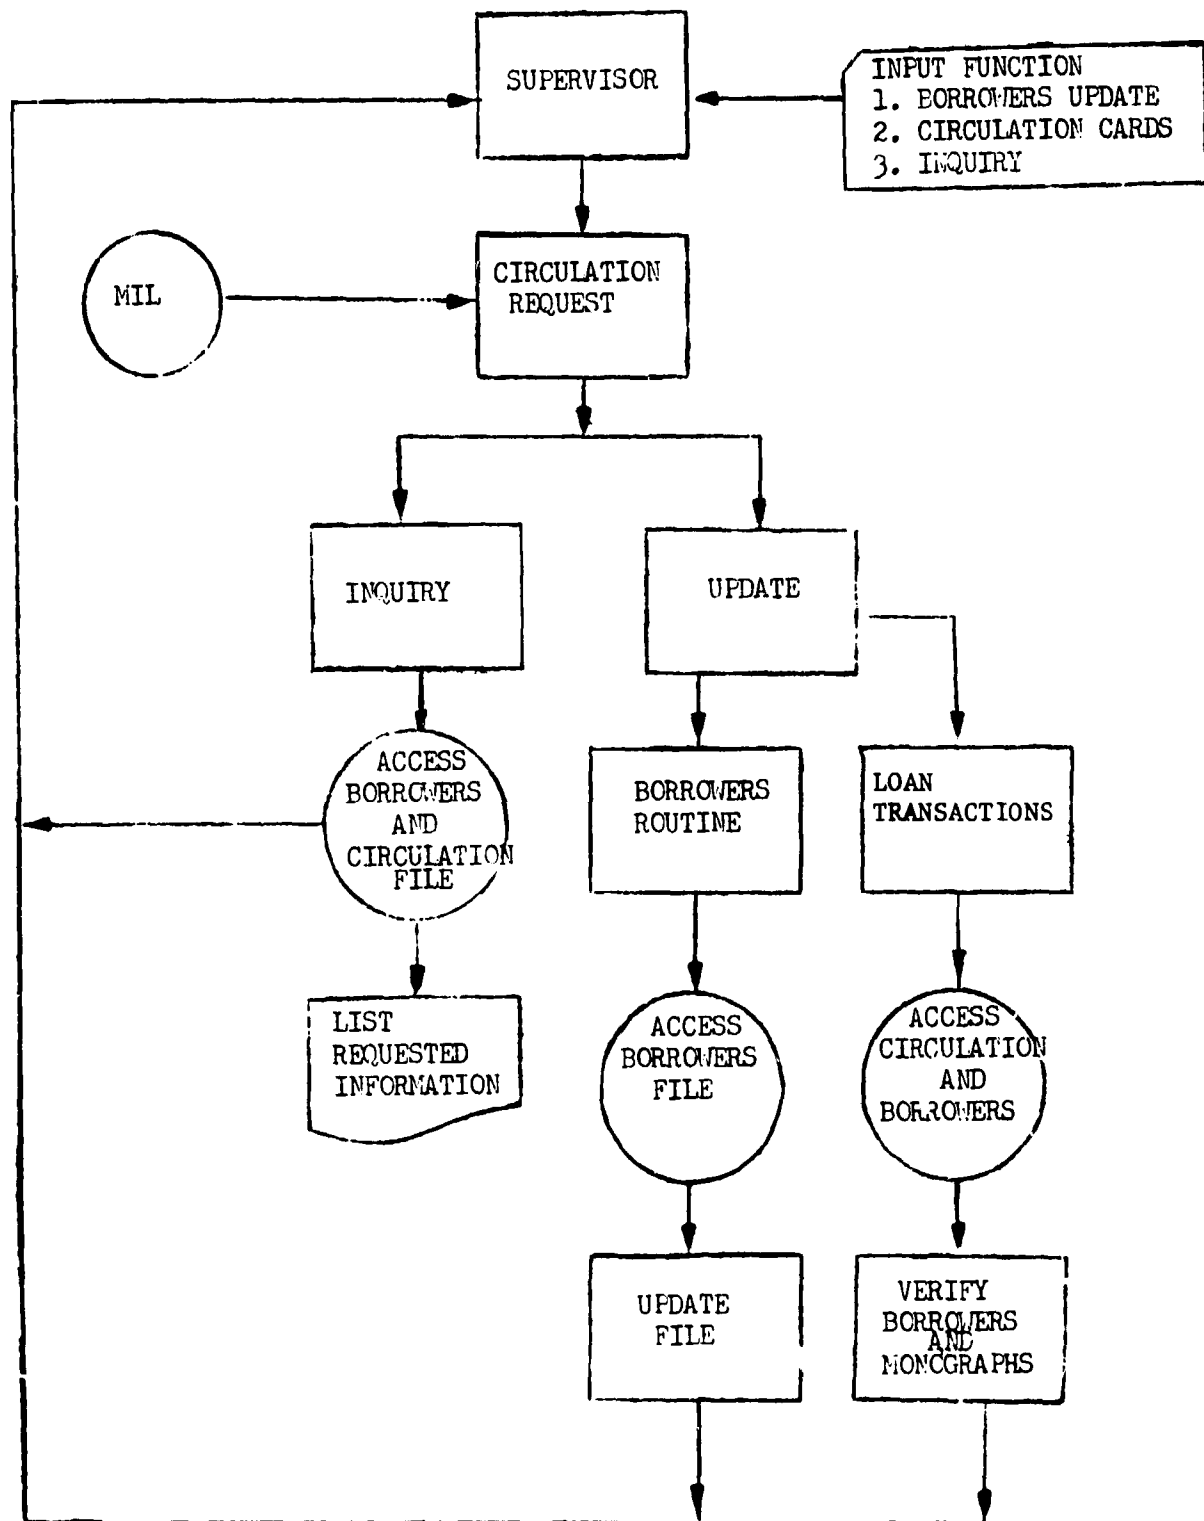 SUPERVISOR
INPUT FUNCTION
1. BORROWERS UPDATE
2. CIRCULATION CARDS
3. INQUIRY
MIL
CIRCULATION
REQUEST
INQUIRY
UPDATE
ACCESS
BORROWERS
AND
CIRCULATION
FILE
BORROWERS
ROUTINE
LOAN
TRANSACTIONS
LIST
REQUESTED
INFORMATION
ACCESS
BORROWERS
FILE
ACCESS
CIRCULATION
AND
BORROWERS
UPDATE
FILE
VERIFY
BORROWERS
AND
MONOGRAPHS